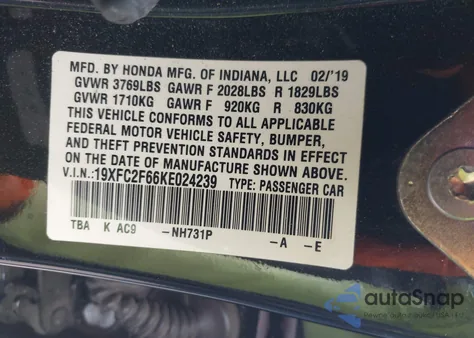 MFD. BY HONDA MFG. OF INDIANA, LLC 02/'19
GVWR 3769LBS GAWR F 2028LBS R 1829LBS
GVWR 1710KG GAWR F 920KG R 830KG
THIS VEHICLE CONFORMS TO ALL APPLICABLE
FEDERAL MOTOR VEHICLE SAFETY, BUMPER,
AND THEFT PREVENTION STANDARDS IN EFFECT
ON THE DATE OF MANUFACTURE SHOWN ABOVE.
V.I.N.:19XFC2F66KE024239 TYPE: PASSENGER CAR
TBA K AC9 -NH731P -A -E
autoSnap